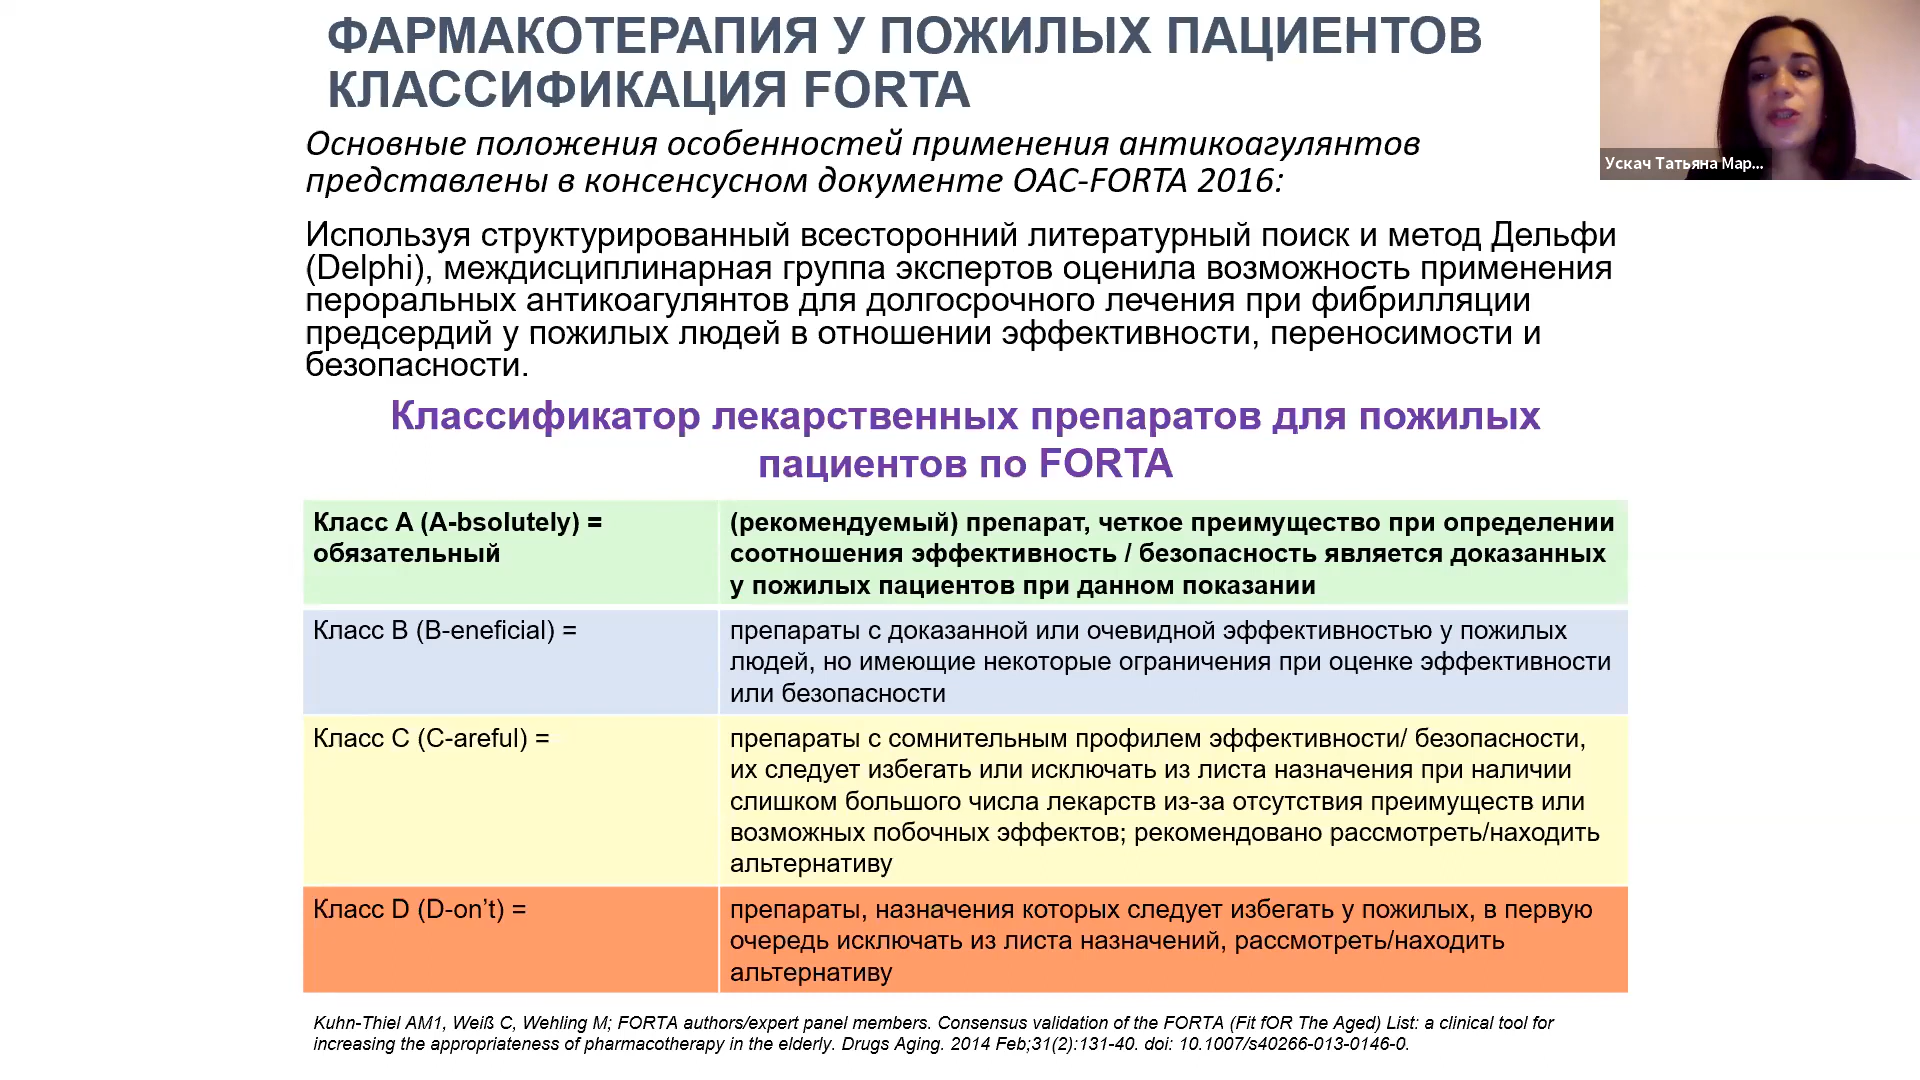 ФАРМАКОТЕРАПИЯ У ПОЖИЛЫХ ПАЦИЕНТОВ
КЛАССИФИКАЦИЯ FORTA
Ускач Татьяна Мар...
Основные положения особенностей применения антикоагулянтов
представлены в консенсусном документе OAC-FORTA 2016:
Используя структурированный всесторонний литературный поиск и метод Дельфи
(Delphi), междисциплинарная группа экспертов оценила возможность применения
пероральных антикоагулянтов для долгосрочного лечения при фибрилляции
предсердий у пожилых людей в отношении эффективности, переносимости и
безопасности.
Классификатор лекарственных препаратов для пожилых
пациентов по FORTA
Класс A (A-bsolutely) =
обязательный
(рекомендуемый) препарат, четкое преимущество при определении
соотношения эффективность / безопасность является доказанных
у пожилых пациентов при данном показании
Класс B (B-eneficial) =
препараты с доказанной или очевидной эффективностью у пожилых
людей, но имеющие некоторые ограничения при оценке эффективности
или безопасности
Класс C (C-areful) =
препараты с сомнительным профилем эффективности/ безопасности,
их следует избегать или исключать из листа назначения при наличии
слишком большого числа лекарств из-за отсутствия преимуществ или
возможных побочных эффектов; рекомендовано рассмотреть/находить
альтернативу
Класс D (D-on’t) =
препараты, назначения которых следует избегать у пожилых, в первую
очередь исключать из листа назначений, рассмотреть/находить
альтернативу
Kuhn-Thiel AM1, Weiß C, Wehling M; FORTA authors/expert panel members. Consensus validation of the FORTA (Fit fOR The Aged) List: a clinical tool for
increasing the appropriateness of pharmacotherapy in the elderly. Drugs Aging. 2014 Feb;31(2):131-40. doi: 10.1007/s40266-013-0146-0.